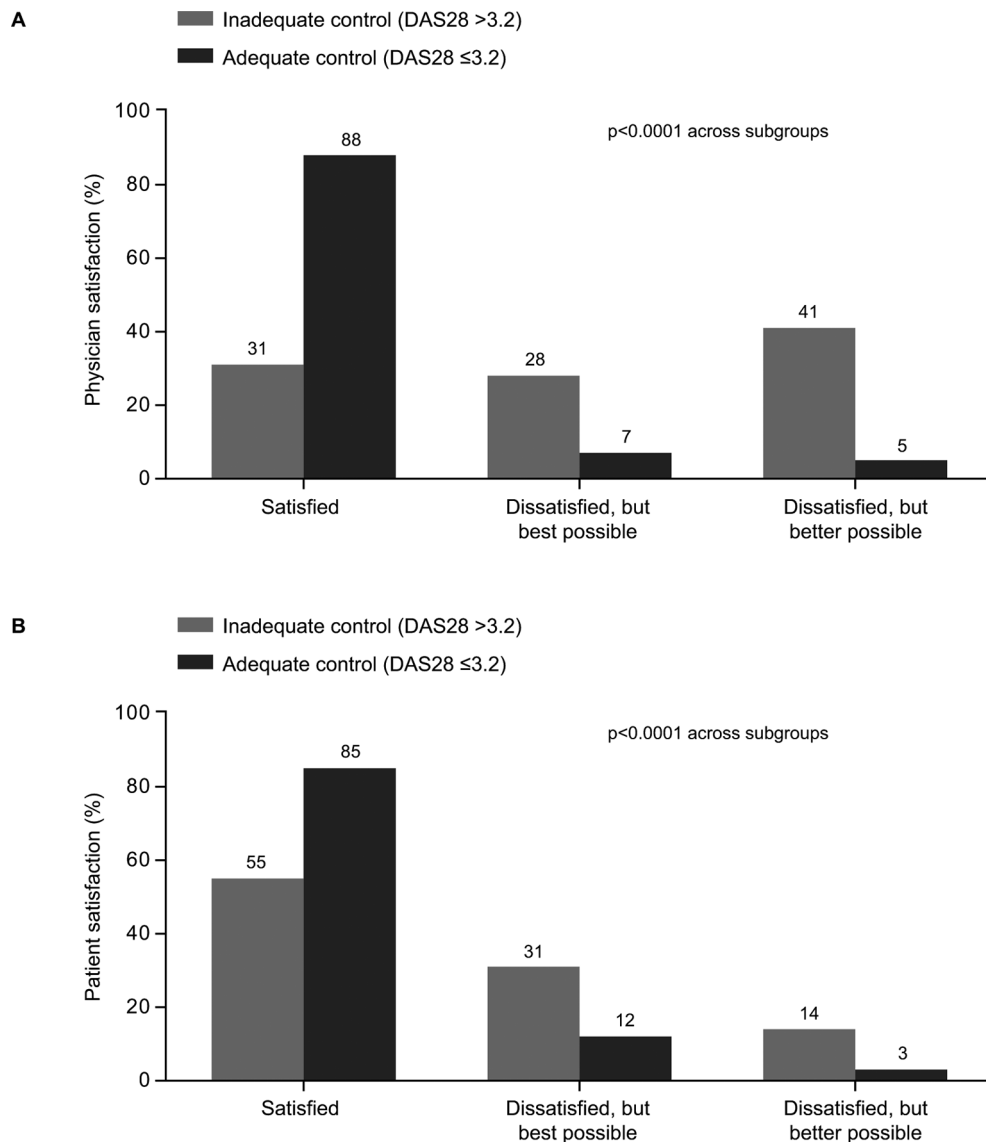 A
Inadequate control (DAS28 >3.2)
Adequate control (DAS28 ≤3.2)
p<0.0001 across subgroups
Physician satisfaction (%)
100
80
60
40
20
0
31
88
28
7
41
5
Satisfied
Dissatisfied, but
best possible
Dissatisfied, but
better possible
B
Inadequate control (DAS28 >3.2)
Adequate control (DAS28 ≤3.2)
p<0.0001 across subgroups
Patient satisfaction (%)
100
80
60
40
20
0
55
85
31
12
14
3
Satisfied
Dissatisfied, but
best possible
Dissatisfied, but
better possible